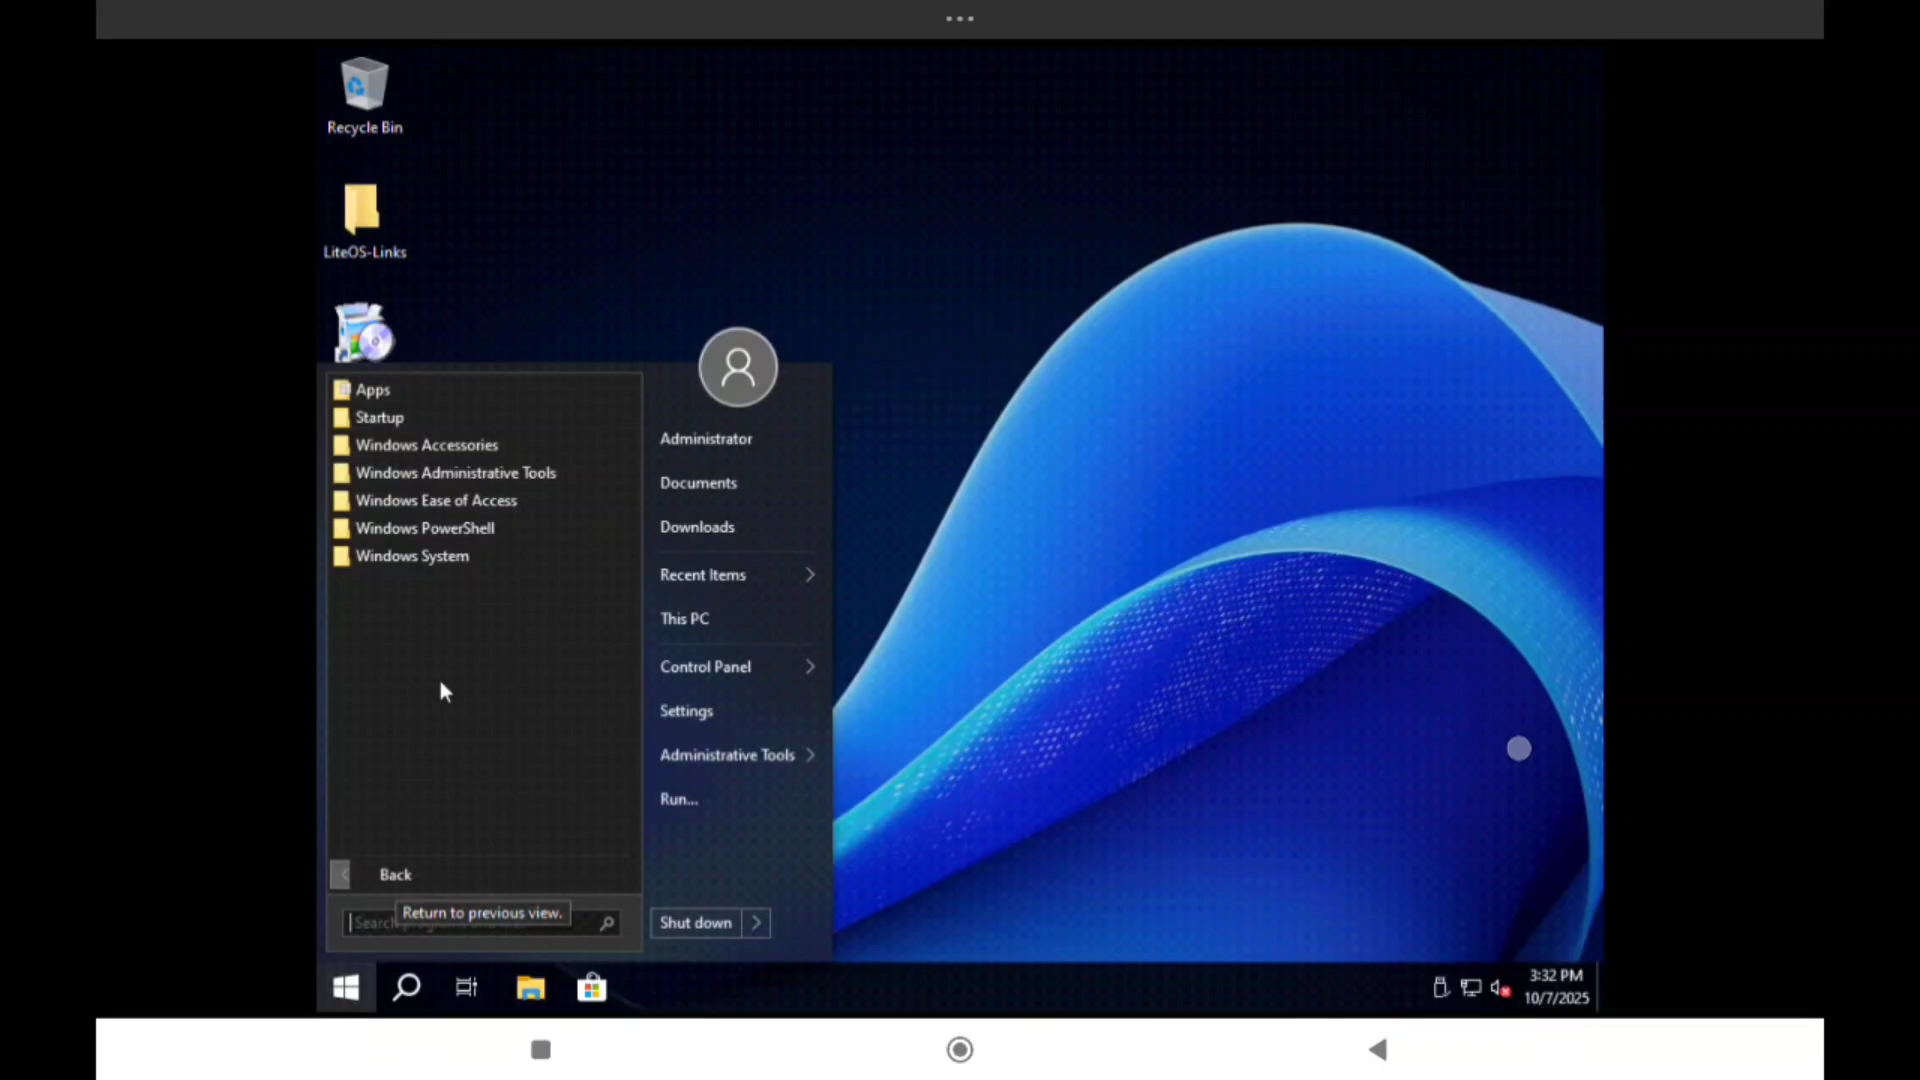 Recycle Bin
LiteOS-Links
Apps
Startup
Windows Accessories
Windows Administrative Tools
Windows Ease of Access
Windows PowerShell
Windows System
Back
Return to previous view.
Search
Administrator
Documents
Downloads
Recent Items
This PC
Control Panel
Settings
Administrative Tools
Run...
Shut down
3:32 PM
10/7/2025